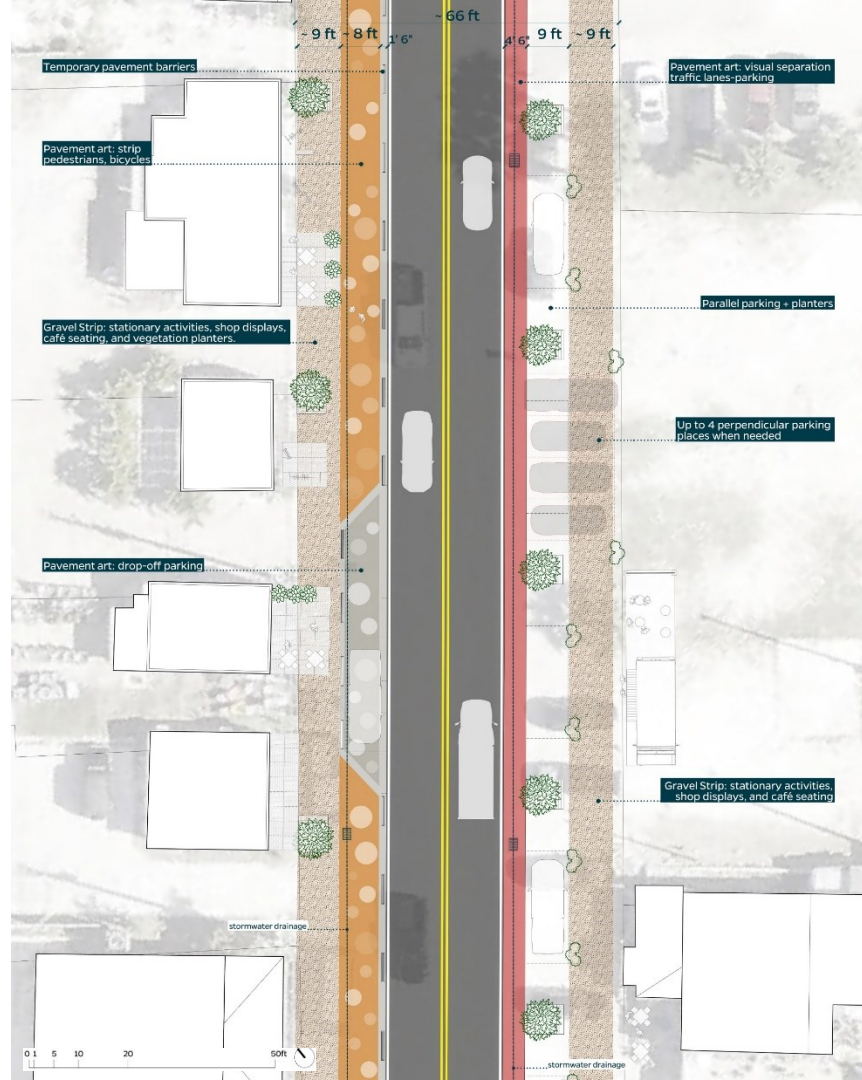 ~ 66 ft
~ 9 ft
~ 8 ft
1' 6"
4' 6"
9 ft
~ 9 ft
Temporary pavement barriers
Pavement art: visual separation
traffic lanes-parking
Pavement art: strip
pedestrians, bicycles
Parallel parking + planters
Gravel Strip: stationary activities, shop displays,
café seating, and vegetation planters.
Up to 4 perpendicular parking
places when needed
Pavement art: drop-off parking
Gravel Strip: stationary activities,
shop displays, and café seating
stormwater drainage
0 1 5 10 20 50ft
stormwater drainage